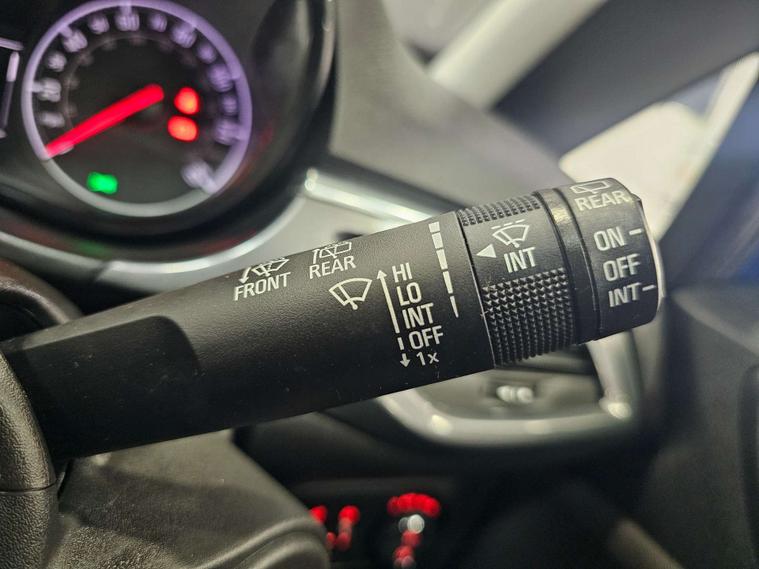 FRONT
REAR
HI
LO
INT
OFF
1x
INT
REAR
ON
OFF
INT